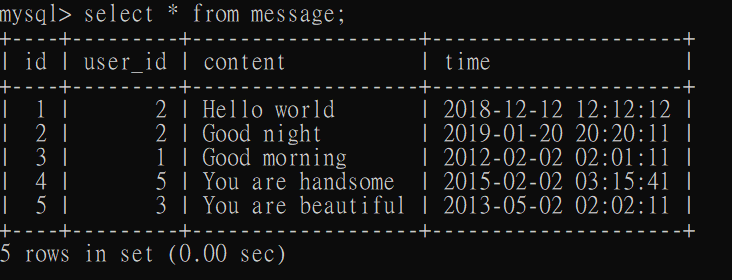 mysql> select * from message;
+----+---------+-------------------+---------------------+
| id | user_id | content           | time                |
+----+---------+-------------------+---------------------+
|  1 |       2 | Hello world       | 2018-12-12 12:12:12 |
|  2 |       2 | Good night        | 2019-01-20 20:20:11 |
|  3 |       1 | Good morning      | 2012-02-02 02:01:11 |
|  4 |       5 | You are handsome  | 2015-02-02 03:15:41 |
|  5 |       3 | You are beautiful | 2013-05-02 02:02:11 |
+----+---------+-------------------+---------------------+
5 rows in set (0.00 sec)